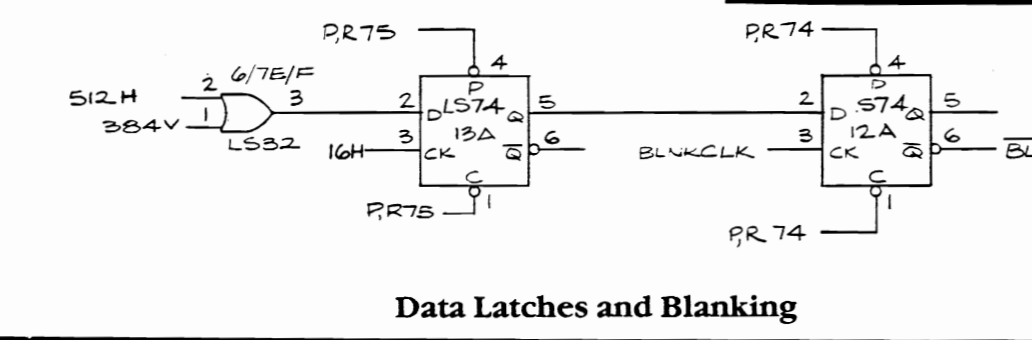 P,R75
P,R74
2 6/7E/F
4
4
512H
3
2
P
LS74
5
2
P
S74
5
384V
1
D
Q
D
Q
LS32
16H
3
CK
13A
Q
6
BLNKCLK
3
CK
12A
Q
6
BL
C
C
P,R75
1
P,R 74
1
Data Latches and Blanking